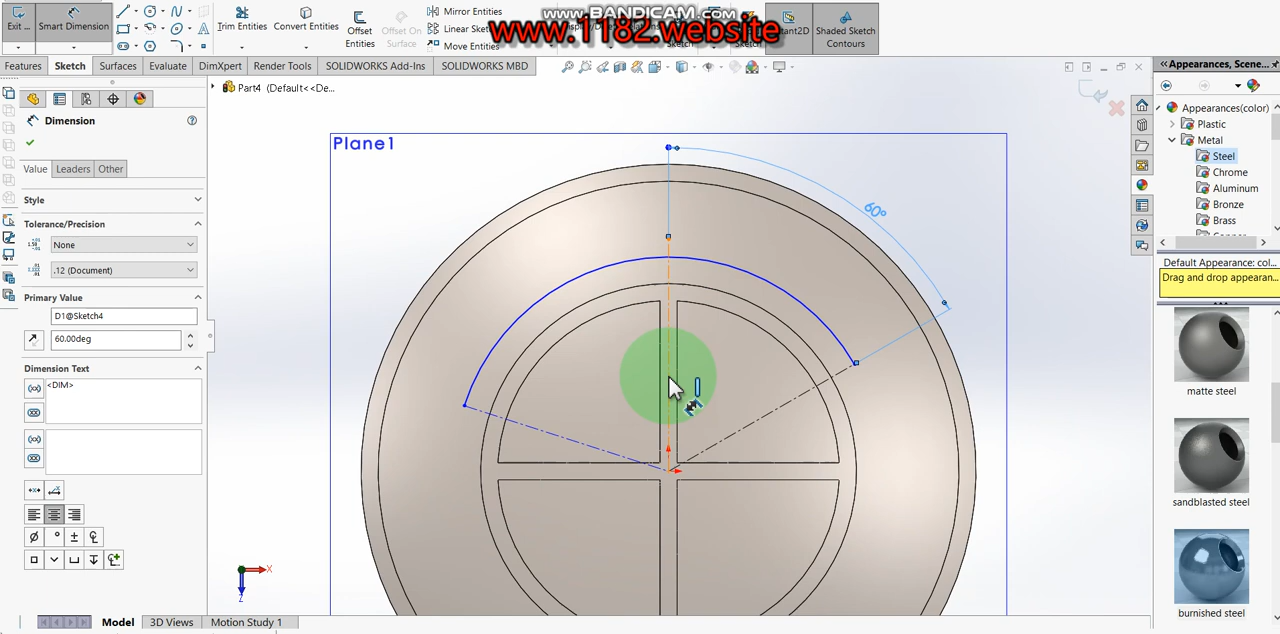 www.BANDICAM.com
www.1182.website
Exit ...
Smart Dimension
Trim Entities
Convert Entities
Offset Entities
Offset On Surface
Mirror Entities
Linear Sket
Move Entities
Instant2D
Shaded Sketch Contours
Features
Sketch
Surfaces
Evaluate
DimXpert
Render Tools
SOLIDWORKS Add-Ins
SOLIDWORKS MBD
Part4 (Default<<De...
Dimension
Value
Leaders
Other
Style
Tolerance/Precision
None
.12 (Document)
Primary Value
D1@Sketch4
60.00deg
Dimension Text
<DIM>
Plane1
60°
X
Z
Model
3D Views
Motion Study 1
Appearances, Scene...
Appearances(color)
Plastic
Metal
Steel
Chrome
Aluminum
Bronze
Brass
Default Appearance: col...
Drag and drop appearan...
matte steel
sandblasted steel
burnished steel